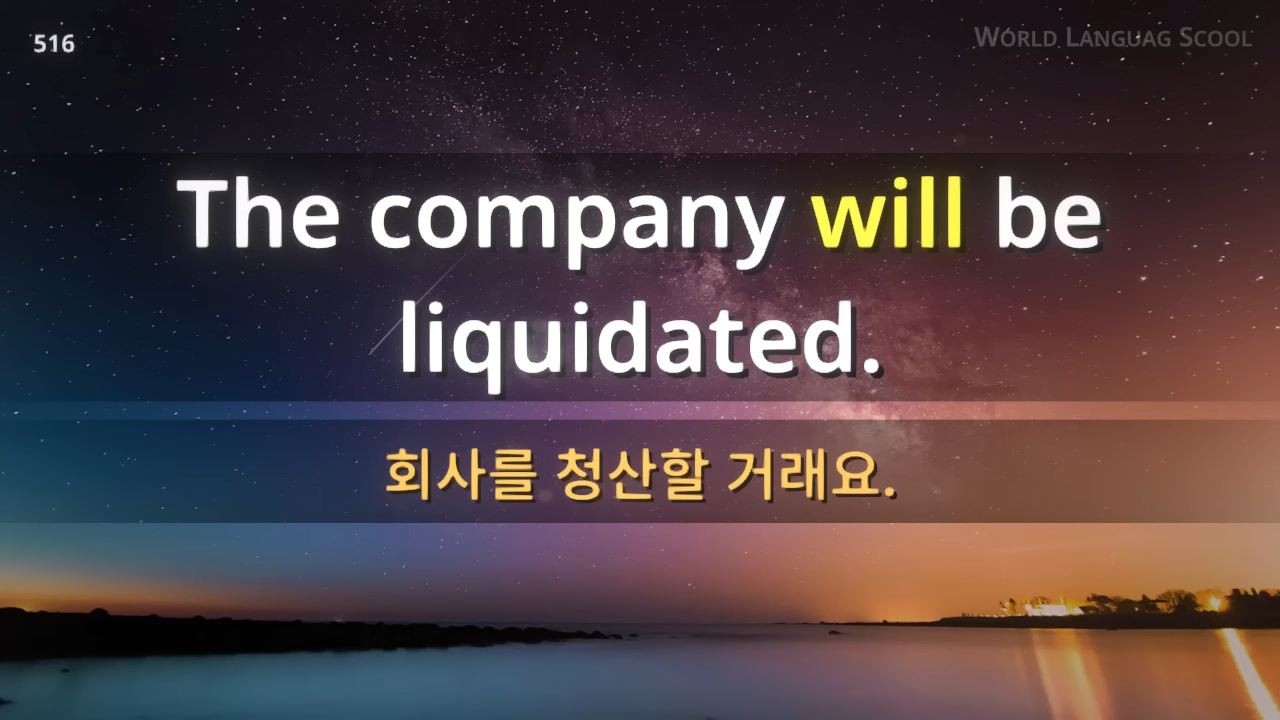 516
WORLD LANGUAG SCOOL
The company will be
liquidated.
회사를 청산할 거래요.